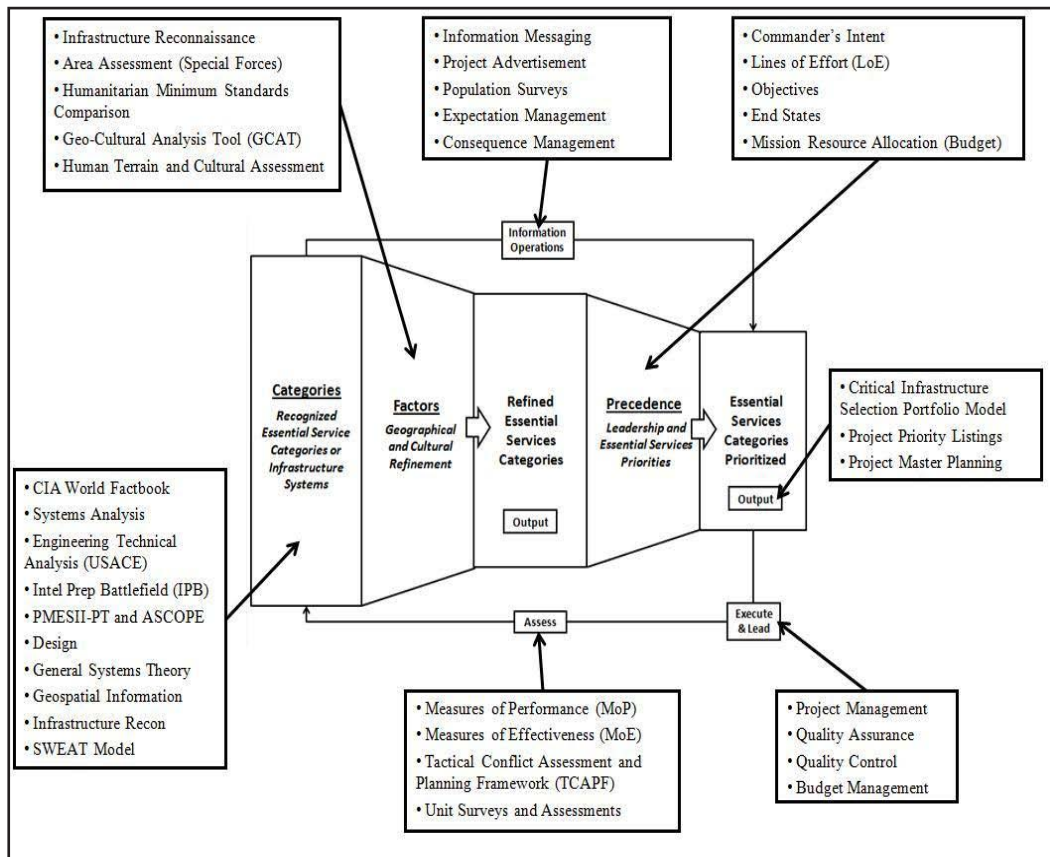 • Infrastructure Reconnaissance
• Area Assessment (Special Forces)
• Humanitarian Minimum Standards
Comparison
• Geo-Cultural Analysis Tool (GCAT)
• Human Terrain and Cultural Assessment
• Information Messaging
• Project Advertisement
• Population Surveys
• Expectation Management
• Consequence Management
• Commander's Intent
• Lines of Effort (LoE)
• Objectives
• End States
• Mission Resource Allocation (Budget)
Information
Operations
Categories
Recognized
Essential Service
Categories or
Infrastructure
Systems
Factors
Geographical
and Cultural
Refinement
Refined
Essential
Services
Categories
Output
Precedence
Leadership and
Essential Services
Priorities
Essential
Services
Categories
Prioritized
Output
• Critical Infrastructure
Selection Portfolio Model
• Project Priority Listings
• Project Master Planning
• CIA World Factbook
• Systems Analysis
• Engineering Technical
Analysis (USACE)
• Intel Prep Battlefield (IPB)
• PMESII-PT and ASCOPE
• Design
• General Systems Theory
• Geospatial Information
• Infrastructure Recon
• SWEAT Model
Assess
Execute
& Lead
• Measures of Performance (MoP)
• Measures of Effectiveness (MoE)
• Tactical Conflict Assessment and
Planning Framework (TCAPF)
• Unit Surveys and Assessments
• Project Management
• Quality Assurance
• Quality Control
• Budget Management